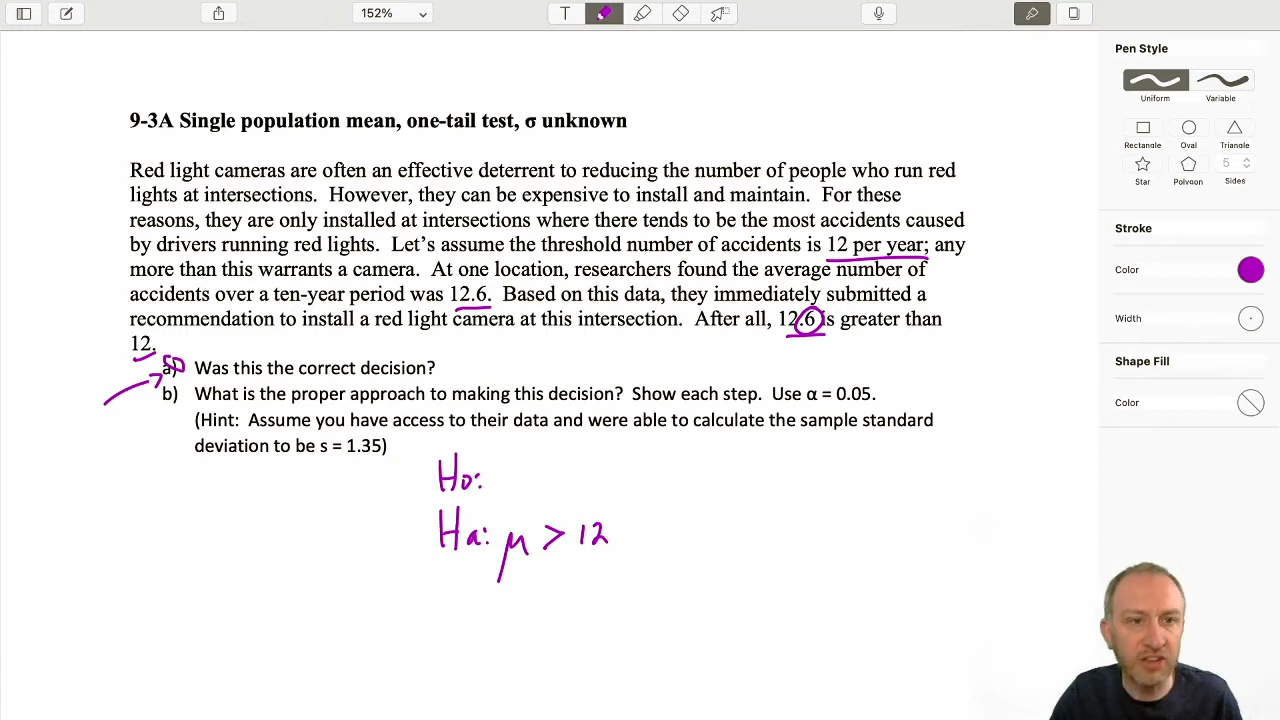 152%
T
Pen Style
Uniform
Variable
Rectangle
Oval
Triangle
5
Star
Polygon
Sides
Stroke
Color
Width
Shape Fill
Color
9-3A Single population mean, one-tail test, σ unknown
Red light cameras are often an effective deterrent to reducing the number of people who run red
lights at intersections. However, they can be expensive to install and maintain. For these
reasons, they are only installed at intersections where there tends to be the most accidents caused
by drivers running red lights. Let's assume the threshold number of accidents is 12 per year; any
more than this warrants a camera. At one location, researchers found the average number of
accidents over a ten-year period was 12.6. Based on this data, they immediately submitted a
recommendation to install a red light camera at this intersection. After all, 12.6 is greater than
12.
a) Was this the correct decision?
b) What is the proper approach to making this decision? Show each step. Use α = 0.05.
(Hint: Assume you have access to their data and were able to calculate the sample standard
deviation to be s = 1.35)
Ho:
Ha: μ > 12